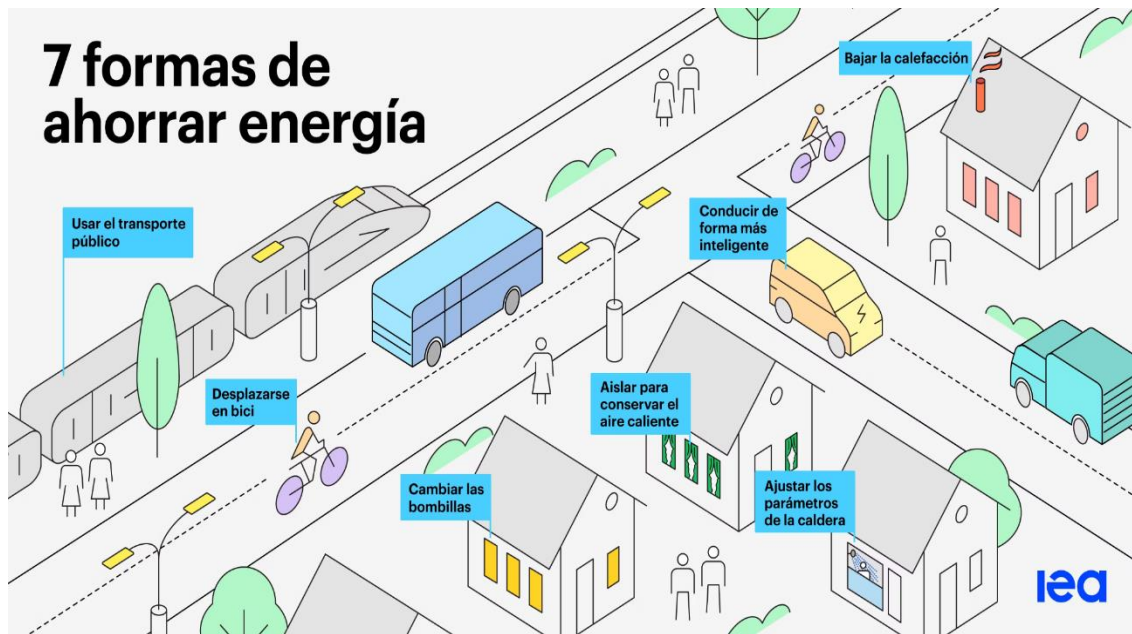 7 formas de
ahorrar energía
Bajar la calefacción
Usar el transporte
público
Conducir de
forma más
inteligente
Desplazarse
en bici
Aislar para
conservar el
aire caliente
Cambiar las
bombillas
Ajustar los
parámetros
de la caldera
iea